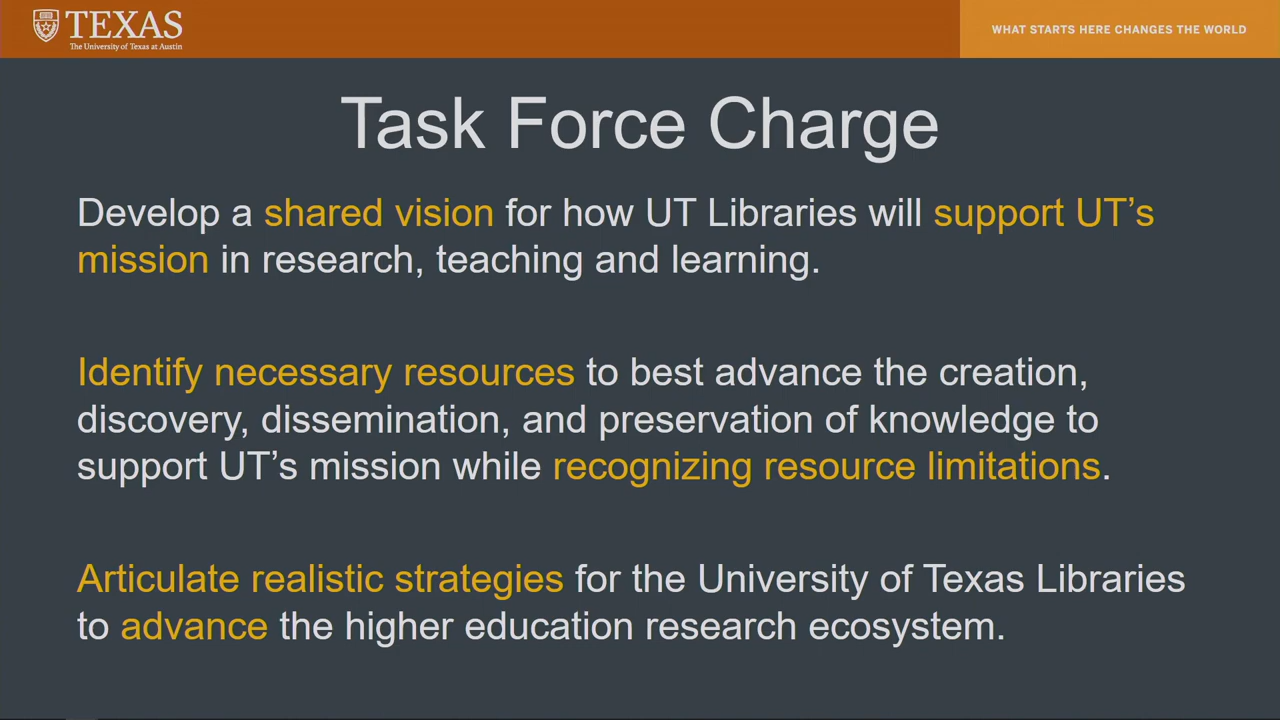 TEXAS
The University of Texas at Austin
WHAT STARTS HERE CHANGES THE WORLD
Task Force Charge
Develop a shared vision for how UT Libraries will support UT’s
mission in research, teaching and learning.
Identify necessary resources to best advance the creation,
discovery, dissemination, and preservation of knowledge to
support UT’s mission while recognizing resource limitations.
Articulate realistic strategies for the University of Texas Libraries
to advance the higher education research ecosystem.